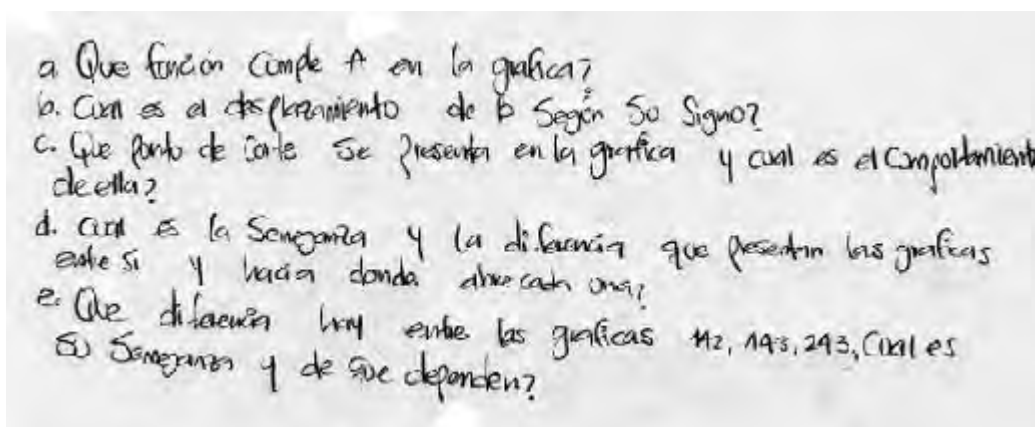 a. Que función cumple A en la grafica?
b. Cual es el desplazamiento de b Según Su Signo?
c. Que punto de corte Se Presenta en la grafica y cual es el Comportamiento
de ella?
d. Cual es la Semeganza y la diferencia que presentan las graficas
entre si y hacia donde abre cada una?
e. Que diferencia hay entre las graficas 1y2, 1y3, 2y3, Cual es
Su Semeganza y de que dependen?